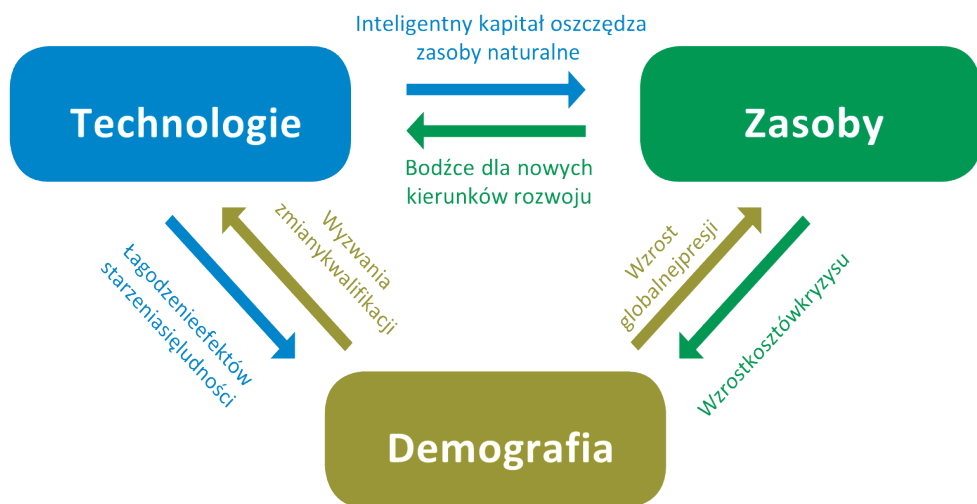 Inteligentny kapitał oszczędza
zasoby naturalne
Technologie
Zasoby
Bodźce dla nowych
kierunków rozwoju
Łagodzenieefektów
starzeniasięludności
Wyzwania
zmianykwalifikacji
Wzrost
globalnejpresji
Wzrostkosztówkryzysu
Demografia